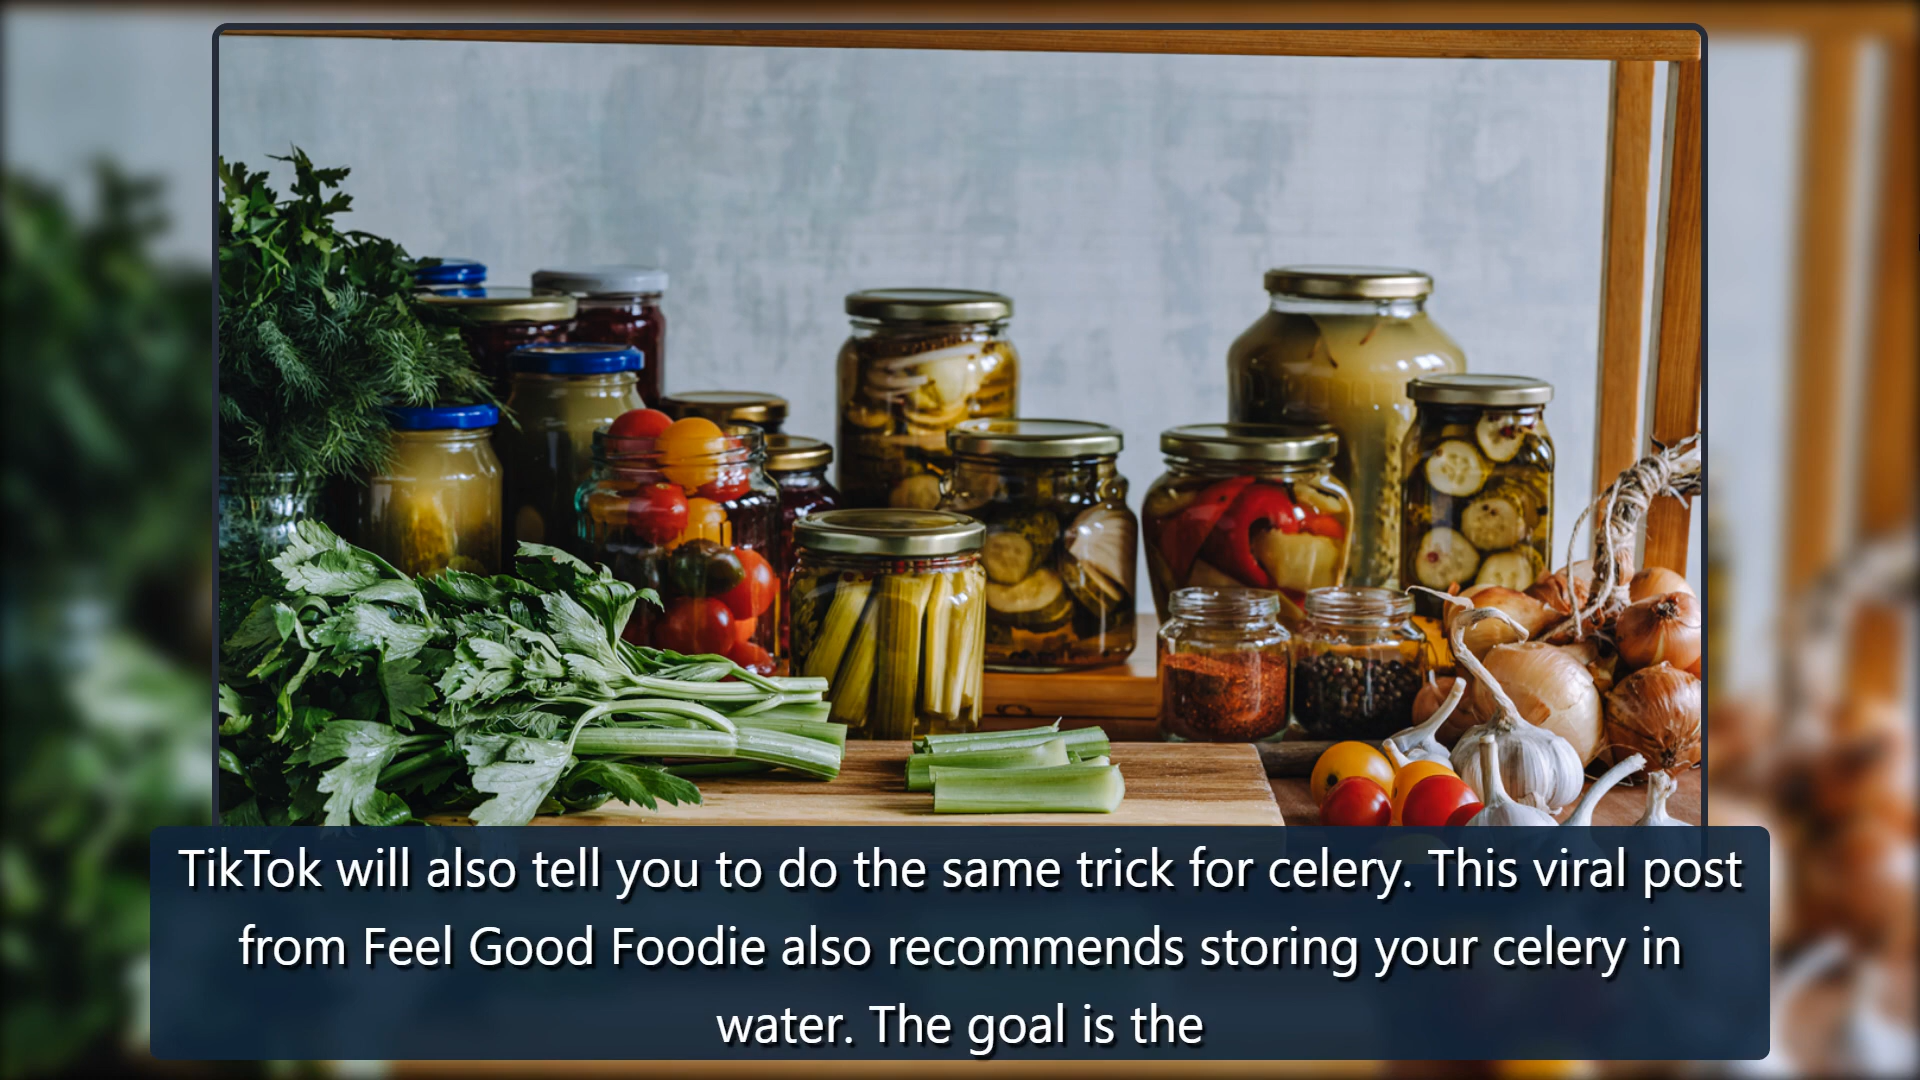 TikTok will also tell you to do the same trick for celery. This viral post
from Feel Good Foodie also recommends storing your celery in
water. The goal is the